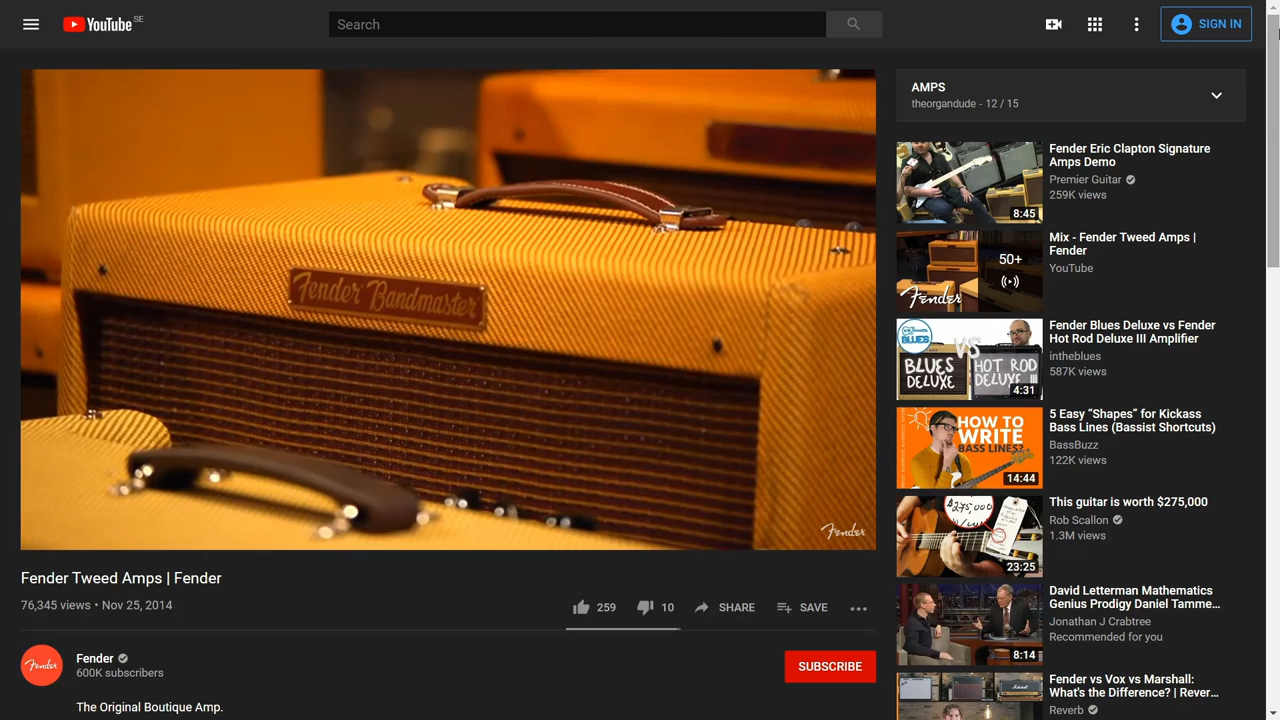 YouTube SE
Search
SIGN IN
Fender Bandmaster
Fender
Fender Tweed Amps | Fender
76,345 views • Nov 25, 2014
259
10
SHARE
SAVE
Fender
Fender
600K subscribers
SUBSCRIBE
The Original Boutique Amp.
AMPS
theorgandude - 12 / 15
8:45
Fender Eric Clapton Signature
Amps Demo
Premier Guitar
259K views
Fender
50+
Mix - Fender Tweed Amps |
Fender
YouTube
BLUES
VS
BLUES
DELUXE
HOT ROD
DELUXE III
4:31
Fender Blues Deluxe vs Fender
Hot Rod Deluxe III Amplifier
intheblues
587K views
HOW TO
WRITE
BASS LINES?
14:44
5 Easy “Shapes” for Kickass
Bass Lines (Bassist Shortcuts)
BassBuzz
122K views
$275,000
23:25
This guitar is worth $275,000
Rob Scallon
1.3M views
8:14
David Letterman Mathematics
Genius Prodigy Daniel Tamme...
Jonathan J Crabtree
Recommended for you
Marshall
Fender vs Vox vs Marshall:
What's the Difference? | Rever...
Reverb